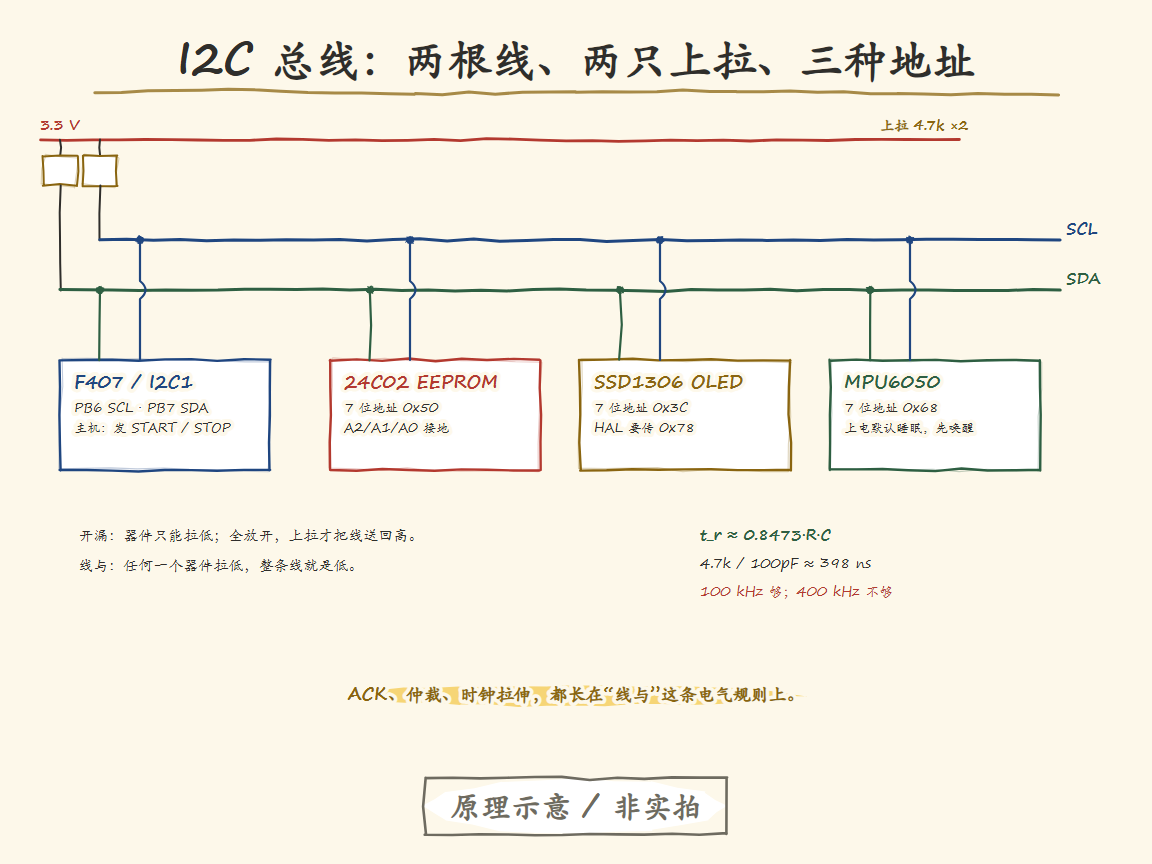 I2C 总线：两根线、两只上拉、三种地址
3.3 V
上拉 4.7k ×2
SCL
SDA
F407 / I2C1
PB6 SCL · PB7 SDA
主机：发 START / STOP
24C02 EEPROM
7 位地址 0x50
A2/A1/A0 接地
SSD1306 OLED
7 位地址 0x3C
HAL 要传 0x78
MPU6050
7 位地址 0x68
上电默认睡眠，先唤醒
开漏：器件只能拉低；全放开，上拉才把线送回高。
线与：任何一个器件拉低，整条线就是低。
t_r ≈ 0.8473·R·C
4.7k / 100pF ≈ 398 ns
100 kHz 够；400 kHz 不够
ACK、仲裁、时钟拉伸，都长在“线与”这条电气规则上。
原理示意 / 非实拍